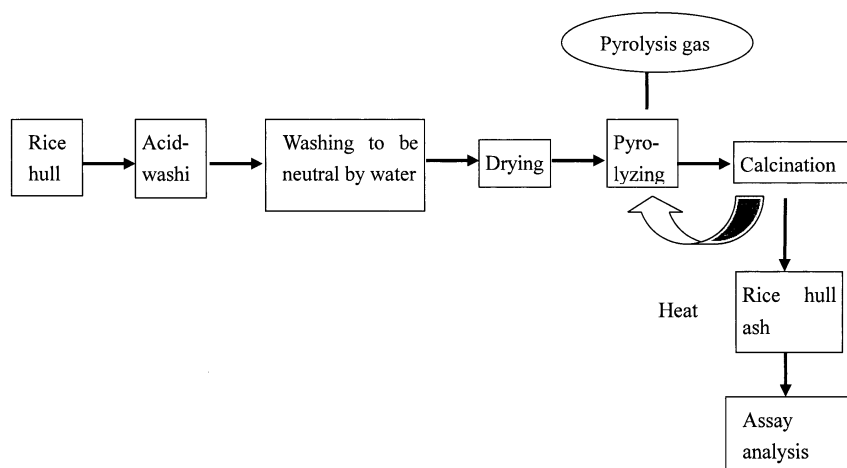 Pyrolysis gas
Rice
hull
Acid-
washi
Washing to be
neutral by water
Drying
Pyro-
lyzing
Calcination
Heat
Rice hull
ash
Assay
analysis